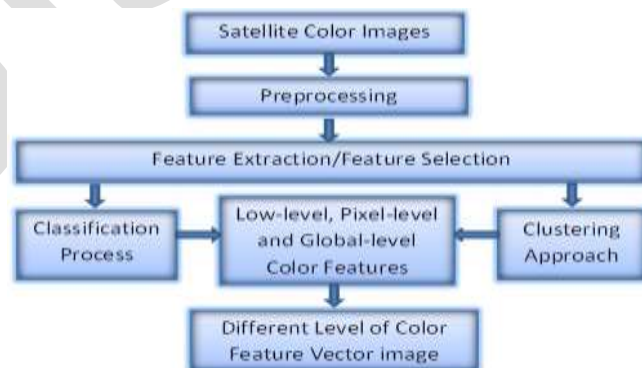 Satellite Color Images
Preprocessing
Feature Extraction/Feature Selection
Classification
Process
Low-level, Pixel-level
and Global-level
Color Features
Clustering
Approach
Different Level of Color
Feature Vector image